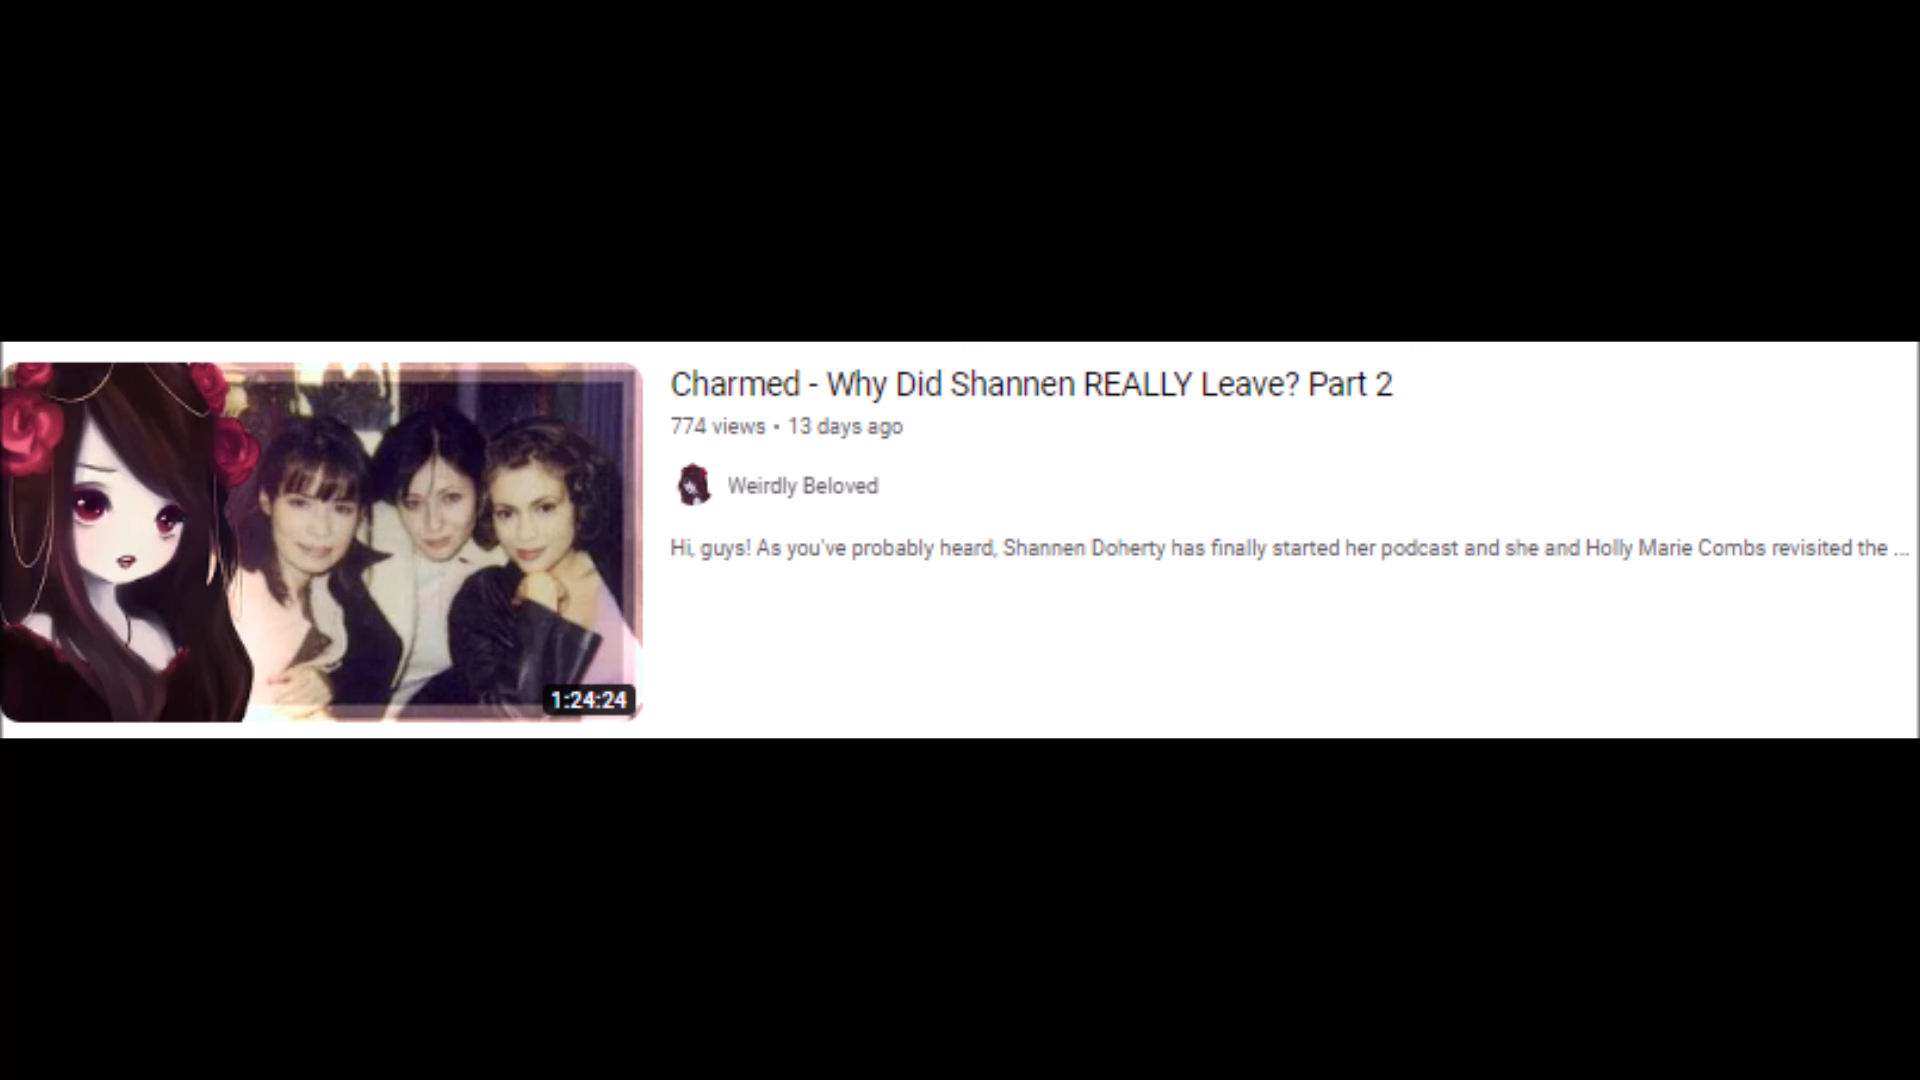 Charmed - Why Did Shannen REALLY Leave? Part 2
774 views • 13 days ago
Weirdly Beloved
Hi, guys! As you've probably heard, Shannen Doherty has finally started her podcast and she and Holly Marie Combs revisited the ...
1:24:24